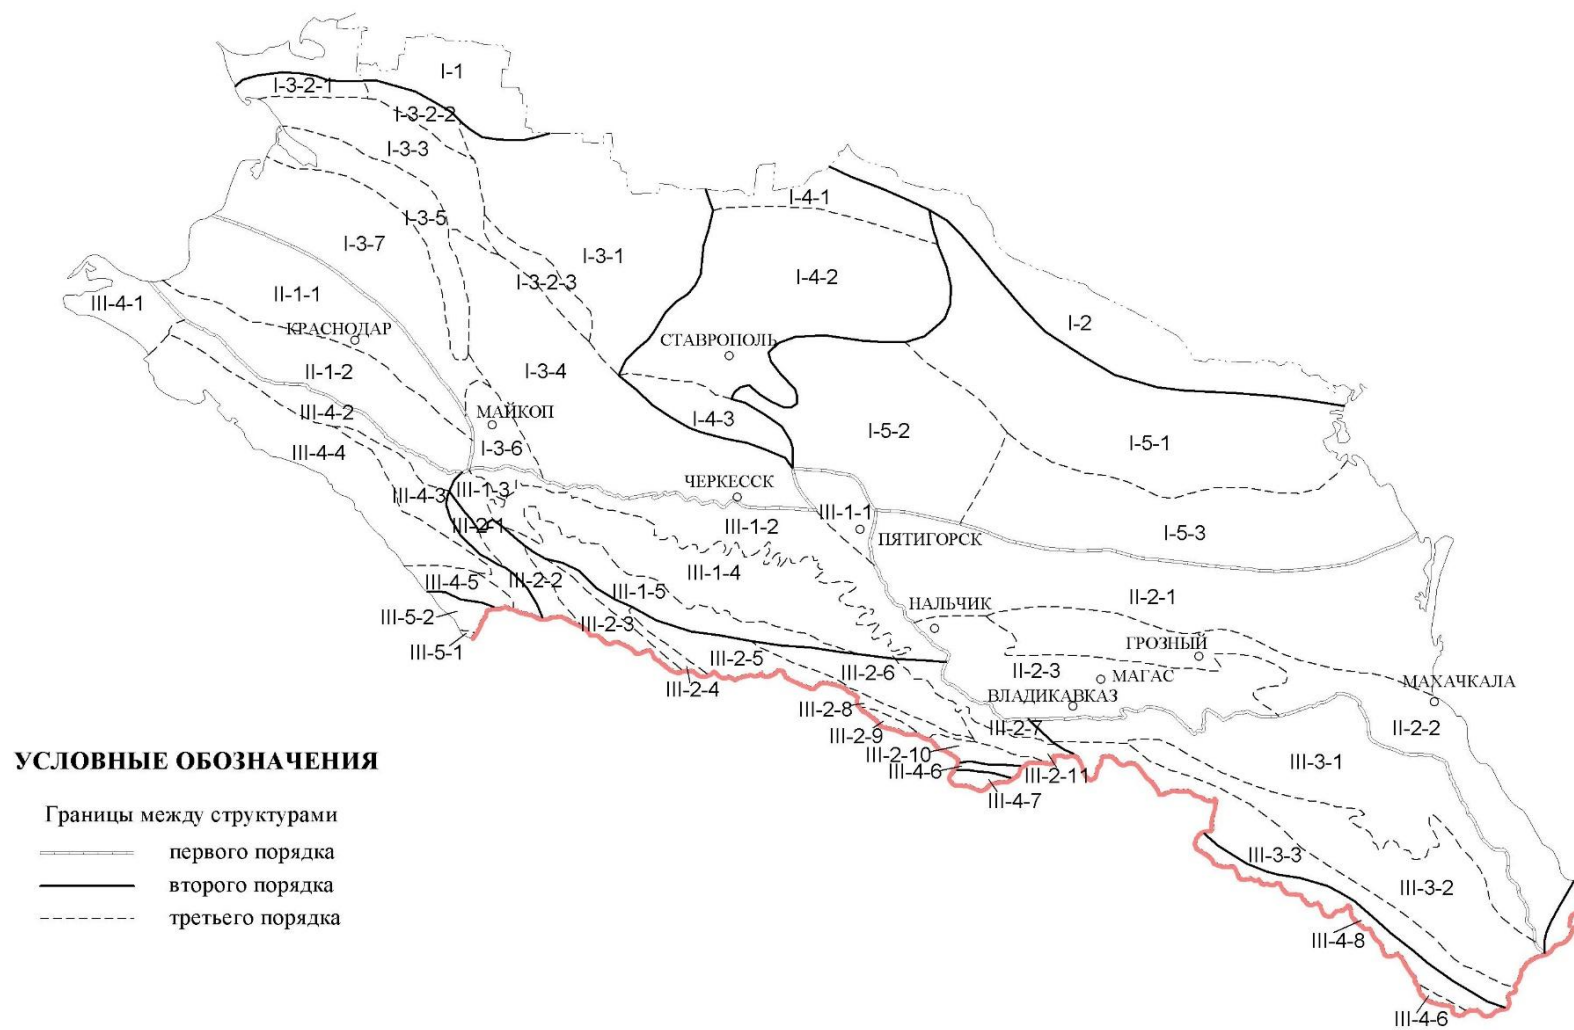 I-1
I-3-2-1
I-3-2-2
I-3-3
I-4-1
I-3-5
I-3-7
I-3-1
I-4-2
I-3-2-3
III-4-1
II-1-1
I-2
КРАСНОДАР
СТАВРОПОЛЬ
II-1-2
I-3-4
III-4-2
МАЙКОП
I-4-3
I-5-2
I-5-1
I-3-6
III-4-4
ЧЕРКЕССК
III-4-3
III-1-3
III-2-1
III-1-2
III-1-1
ПЯТИГОРСК
I-5-3
III-4-5
III-2-2
III-1-5
III-1-4
III-5-2
НАЛЬЧИК
II-2-1
III-2-3
III-5-1
ГРОЗНЫЙ
III-2-5
III-2-6
II-2-3
МАГАС
III-2-4
МАХАЧКАЛА
III-2-8
ВЛАДИКАВКАЗ
II-2-2
III-2-9
III-2-7
III-2-10
III-3-1
III-4-6
III-2-11
III-4-7
III-3-3
III-3-2
III-4-8
III-4-6
УСЛОВНЫЕ ОБОЗНАЧЕНИЯ
Границы между структурами
первого порядка
второго порядка
третьего порядка